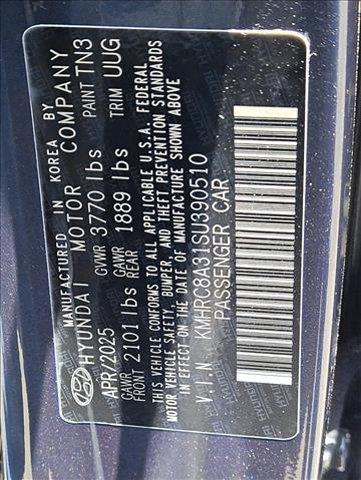 MANUFACTURED IN KOREA BY
HYUNDAI MOTOR COMPANY
APR/2025 GVWR 3770 lbs PAINT TN3
GAWR FRONT 2101 lbs GAWR REAR 1889 lbs TRIM UUG
THIS VEHICLE CONFORMS TO ALL APPLICABLE U.S.A. FEDERAL
MOTOR VEHICLE SAFETY, BUMPER, AND THEFT PREVENTION STANDARDS
IN EFFECT ON THE DATE OF MANUFACTURE SHOWN ABOVE
V I N : KMHRC8A31SU390510
PASSENGER CAR